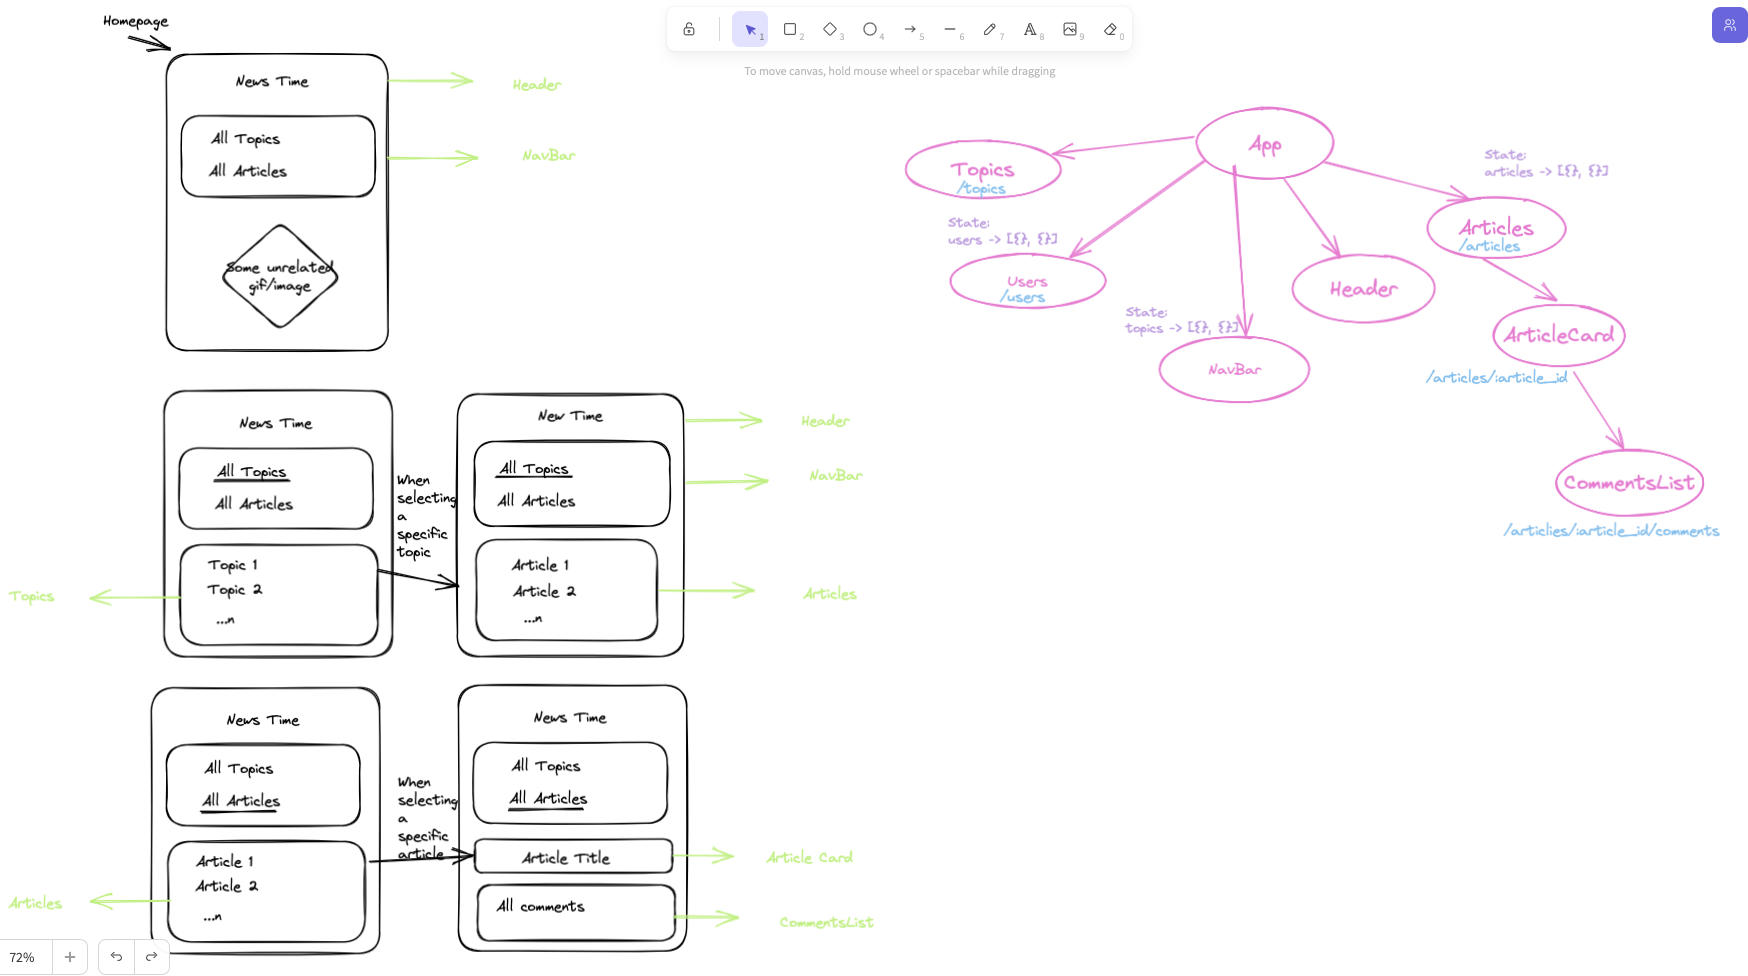 Homepage
News Time
Header
All Topics
All Articles
NavBar
Some unrelated
gif/image
News Time
All Topics
All Articles
Topic 1
Topic 2
...n
Topics
When
selecting
a
specific
topic
New Time
All Topics
All Articles
Article 1
Article 2
...n
Header
NavBar
Articles
News Time
All Topics
All Articles
Article 1
Article 2
...n
Articles
When
selecting
a
specific
article
News Time
All Topics
All Articles
Article Title
All comments
Article Card
CommentsList
1
2
3
4
5
6
7
A
8
9
0
To move canvas, hold mouse wheel or spacebar while dragging
App
Topics
/topics
State:
users -> [{}, {}]
Users
/users
State:
topics -> [{}, {}]
NavBar
Header
State:
articles -> [{}, {}]
Articles
/articles
ArticleCard
/articles/:article_id
CommentsList
/articlies/:article_id/comments
72%